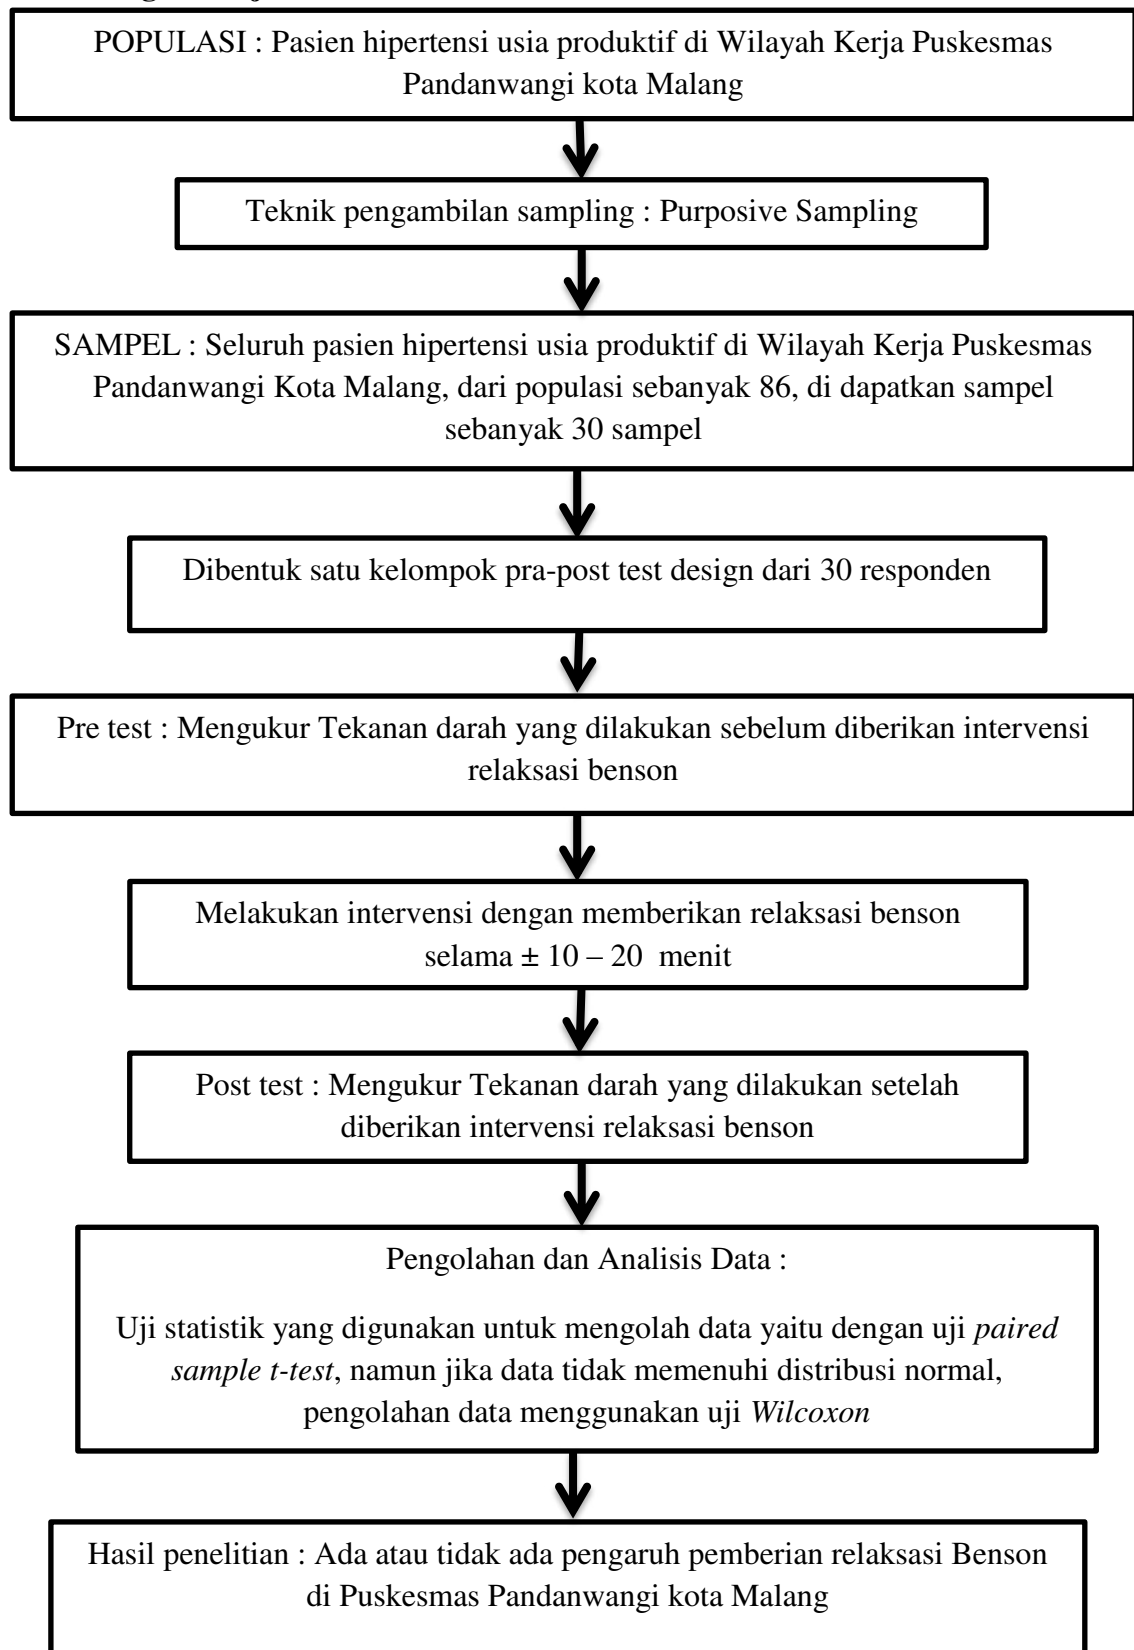 POPULASI : Pasien hipertensi usia produktif di Wilayah Kerja Puskesmas
Pandanwangi kota Malang
Teknik pengambilan sampling : Purposive Sampling
SAMPEL : Seluruh pasien hipertensi usia produktif di Wilayah Kerja Puskesmas
Pandanwangi Kota Malang, dari populasi sebanyak 86, di dapatkan sampel
sebanyak 30 sampel
Dibentuk satu kelompok pra-post test design dari 30 responden
Pre test : Mengukur Tekanan darah yang dilakukan sebelum diberikan intervensi
relaksasi benson
Melakukan intervensi dengan memberikan relaksasi benson
selama ± 10 – 20 menit
Post test : Mengukur Tekanan darah yang dilakukan setelah
diberikan intervensi relaksasi benson
Pengolahan dan Analisis Data :
Uji statistik yang digunakan untuk mengolah data yaitu dengan uji paired
sample t-test, namun jika data tidak memenuhi distribusi normal,
pengolahan data menggunakan uji Wilcoxon
Hasil penelitian : Ada atau tidak ada pengaruh pemberian relaksasi Benson
di Puskesmas Pandanwangi kota Malang